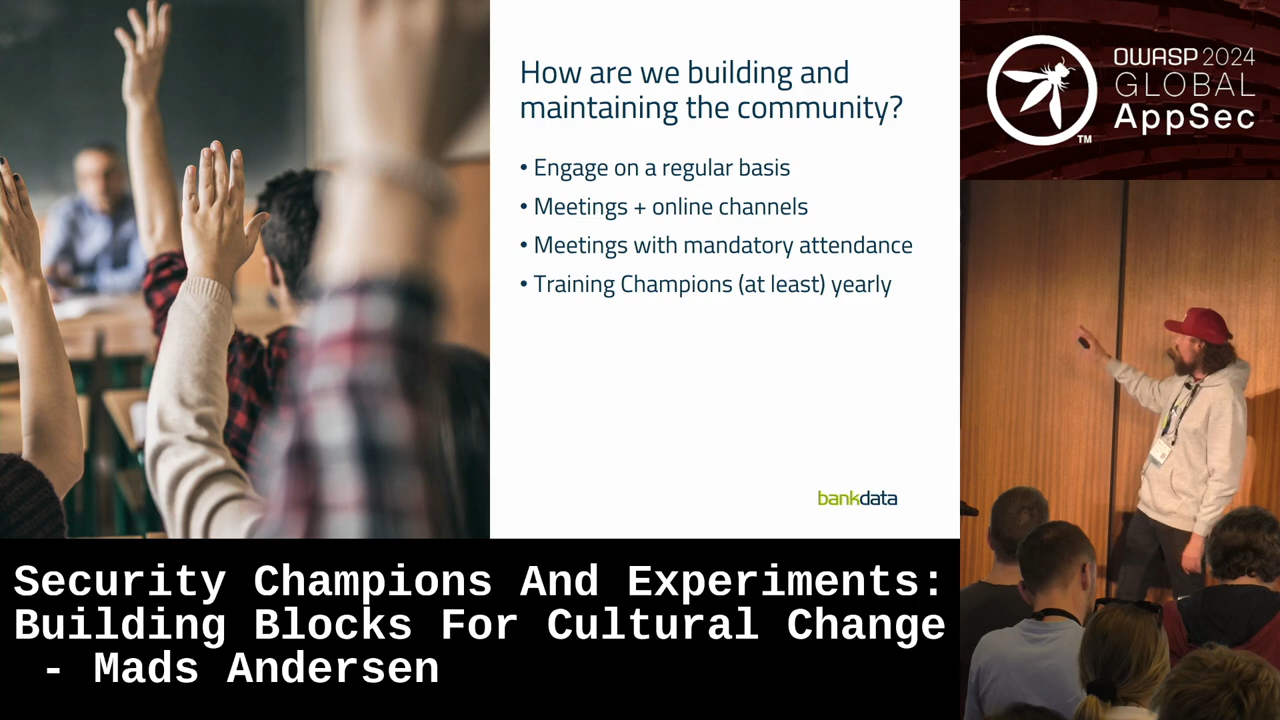 How are we building and
maintaining the community?
• Engage on a regular basis
• Meetings + online channels
• Meetings with mandatory attendance
• Training Champions (at least) yearly
bankdata
OWASP 2024
GLOBAL
AppSec
TM
Security Champions And Experiments:
Building Blocks For Cultural Change
- Mads Andersen